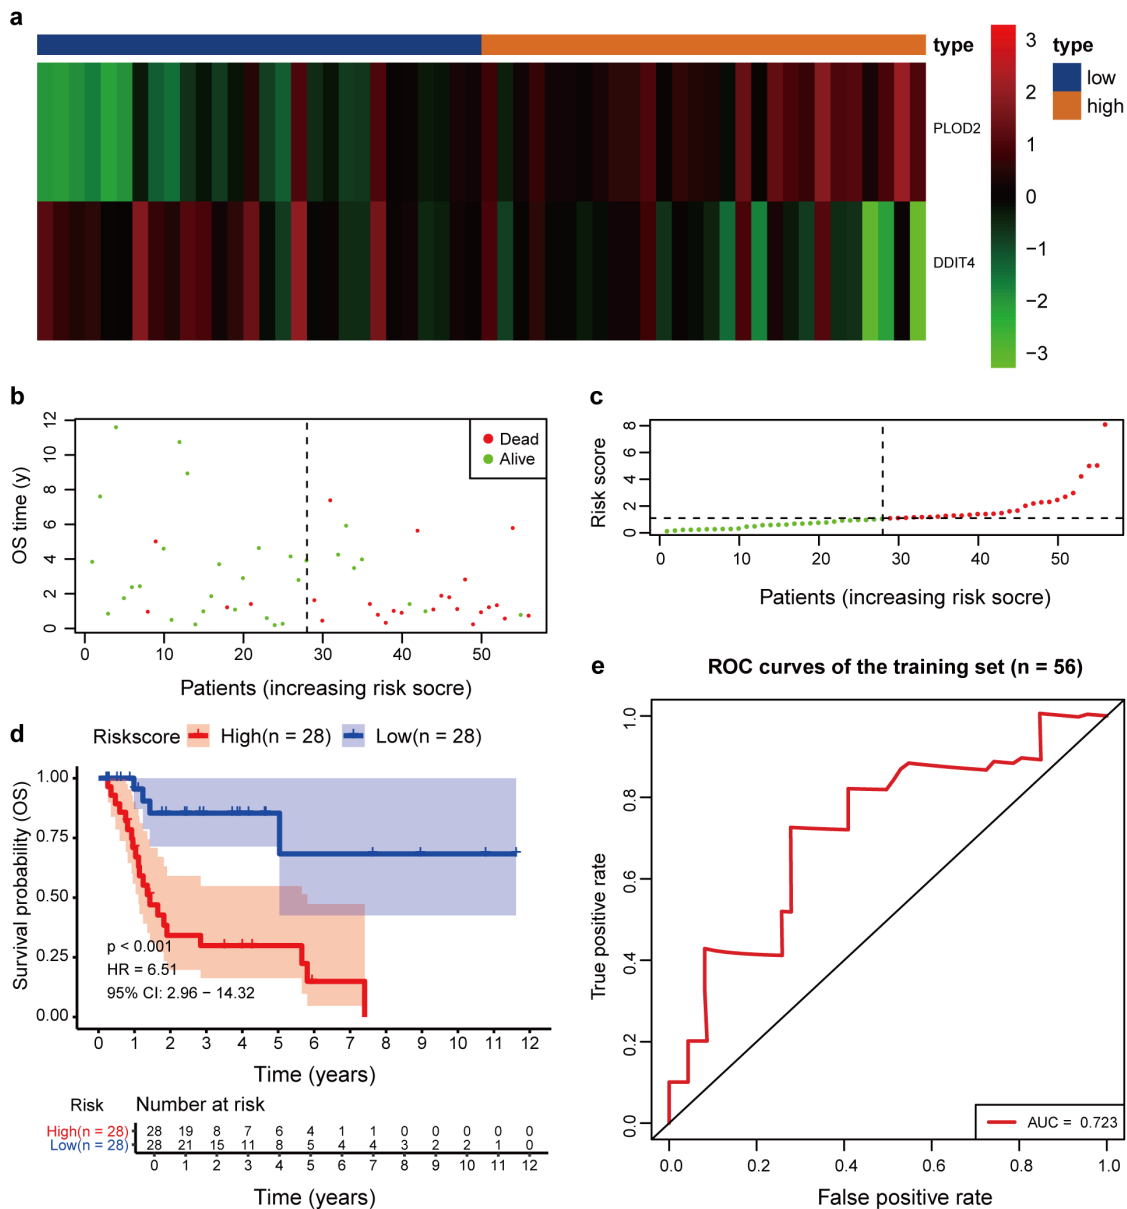 a
type
PLOD2
DDIT4
3
2
1
0
−1
−2
−3
type
low
high
b
OS time (y)
12
10
8
6
4
2
0
Dead
Alive
0 10 20 30 40 50
Patients (increasing risk socre)
c
Risk score
8
6
4
2
0
0 10 20 30 40 50
Patients (increasing risk socre)
d
Riskscore High(n = 28) Low(n = 28)
Survival probability (OS)
1.00
0.75
0.50
0.25
0.00
p < 0.001
HR = 6.51
95% CI: 2.96 − 14.32
0 1 2 3 4 5 6 7 8 9 10 11 12
Time (years)
Risk Number at risk
High(n = 28) 28 19 8 7 6 4 1 1 0 0 0 0 0
Low(n = 28) 28 21 15 11 8 5 4 4 3 2 2 1 0
0 1 2 3 4 5 6 7 8 9 10 11 12
Time (years)
e
ROC curves of the training set (n = 56)
True positive rate
1.0
0.8
0.6
0.4
0.2
0.0
AUC = 0.723
0.0 0.2 0.4 0.6 0.8 1.0
False positive rate